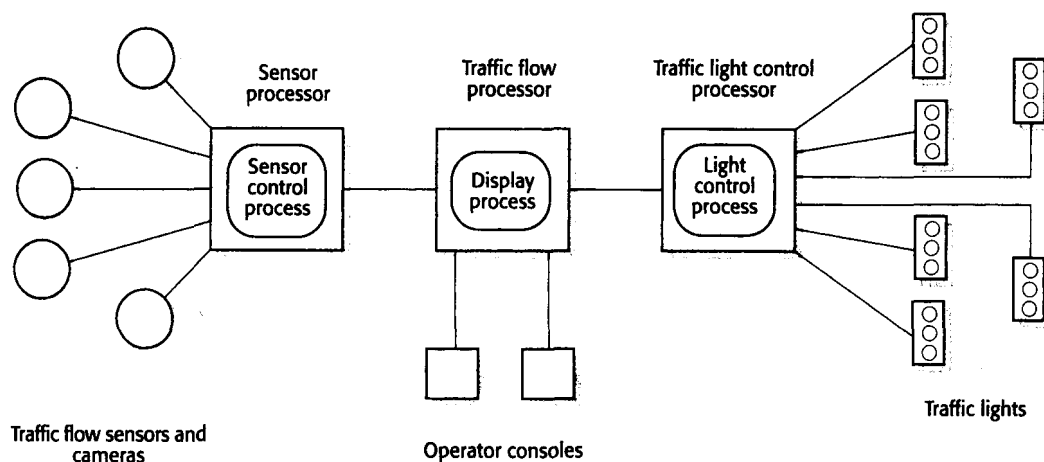 Sensor
processor
Traffic flow
processor
Traffic light control
processor
Sensor
control
process
Display
process
Light
control
process
Traffic flow sensors and
cameras
Operator consoles
Traffic lights